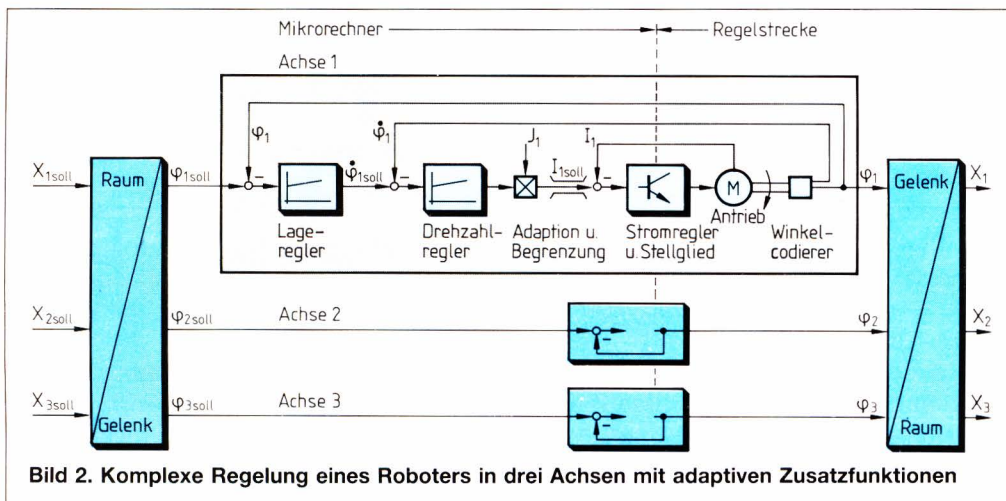 Mikrorechner
Regelstrecke
Achse 1
φ₁
φ̇₁
J₁
I₁
X₁soll
Raum
φ₁soll
φ̇₁soll
I₁soll
M
φ₁
Gelenk
X₁
Antrieb
Lage-
regler
Drehzahl-
regler
Adaption u.
Begrenzung
Stromregler
u. Stellglied
Winkel-
codierer
X₂soll
φ₂soll
Achse 2
φ₂
X₂
X₃soll
φ₃soll
Achse 3
φ₃
X₃
Gelenk
Raum
Bild 2. Komplexe Regelung eines Roboters in drei Achsen mit adaptiven Zusatzfunktionen